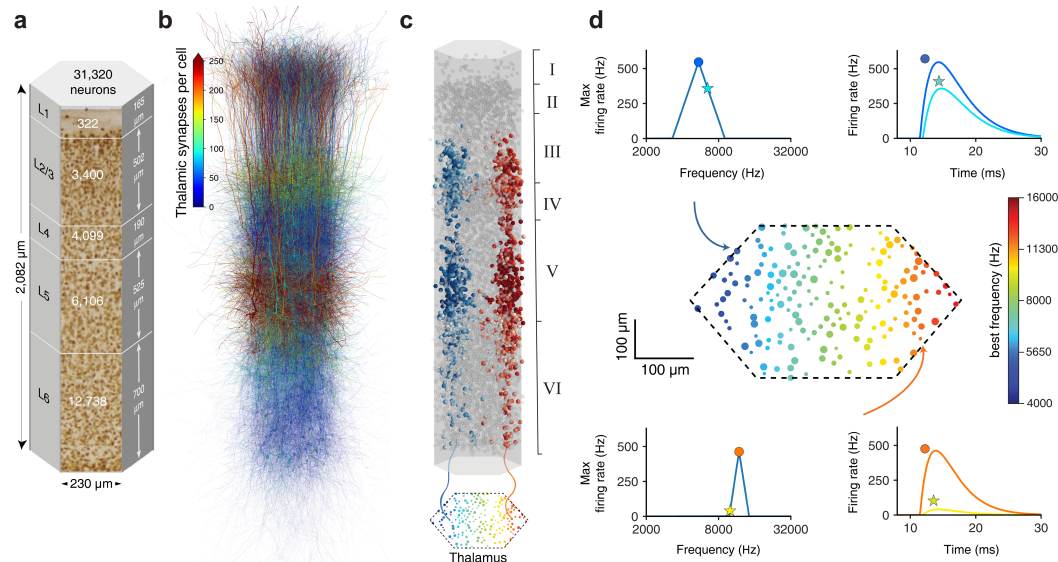 a
31,320
neurons
L1
322
165
µm
L2/3
3,400
502
µm
L4
4,099
190
µm
2,082 µm
L5
6,106
525
µm
L6
12,738
700
µm
230 µm
b
Thalamic synapses per cell
250
200
150
100
50
0
c
I
II
III
IV
V
VI
Thalamus
d
Max
firing rate (Hz)
500
250
0
2000
8000
32000
Frequency (Hz)
Firing rate (Hz)
500
250
0
10
20
30
Time (ms)
100 µm
100 µm
best frequency (Hz)
16000
11300
8000
5650
4000
Max
firing rate (Hz)
500
250
0
2000
8000
32000
Frequency (Hz)
Firing rate (Hz)
500
250
0
10
20
30
Time (ms)